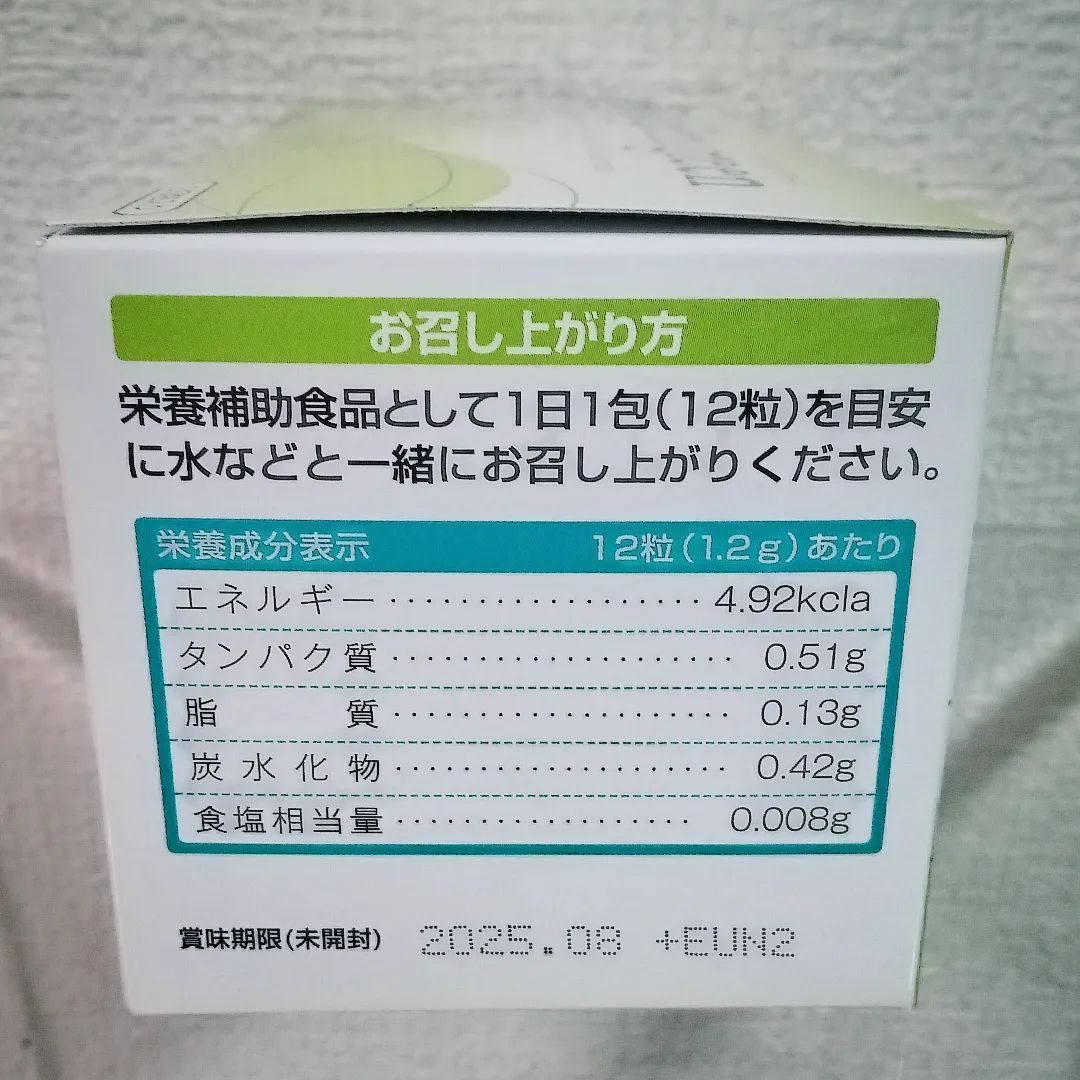 お召し上がり方
栄養補助食品として1日1包(12粒)を目安
に水などと一緒にお召し上がりください。
栄養成分表示 12粒(1.2g)あたり
エネルギー・・・・・・・・・・・・・・・・・・4.92kcla
タンパク質・・・・・・・・・・・・・・・・・・・・0.51g
脂質・・・・・・・・・・・・・・・・・・・・0.13g
炭水化物・・・・・・・・・・・・・・・・・・・・0.42g
食塩相当量・・・・・・・・・・・・・・・・・・0.008g
賞味期限(未開封) 2025.08 +EUN2